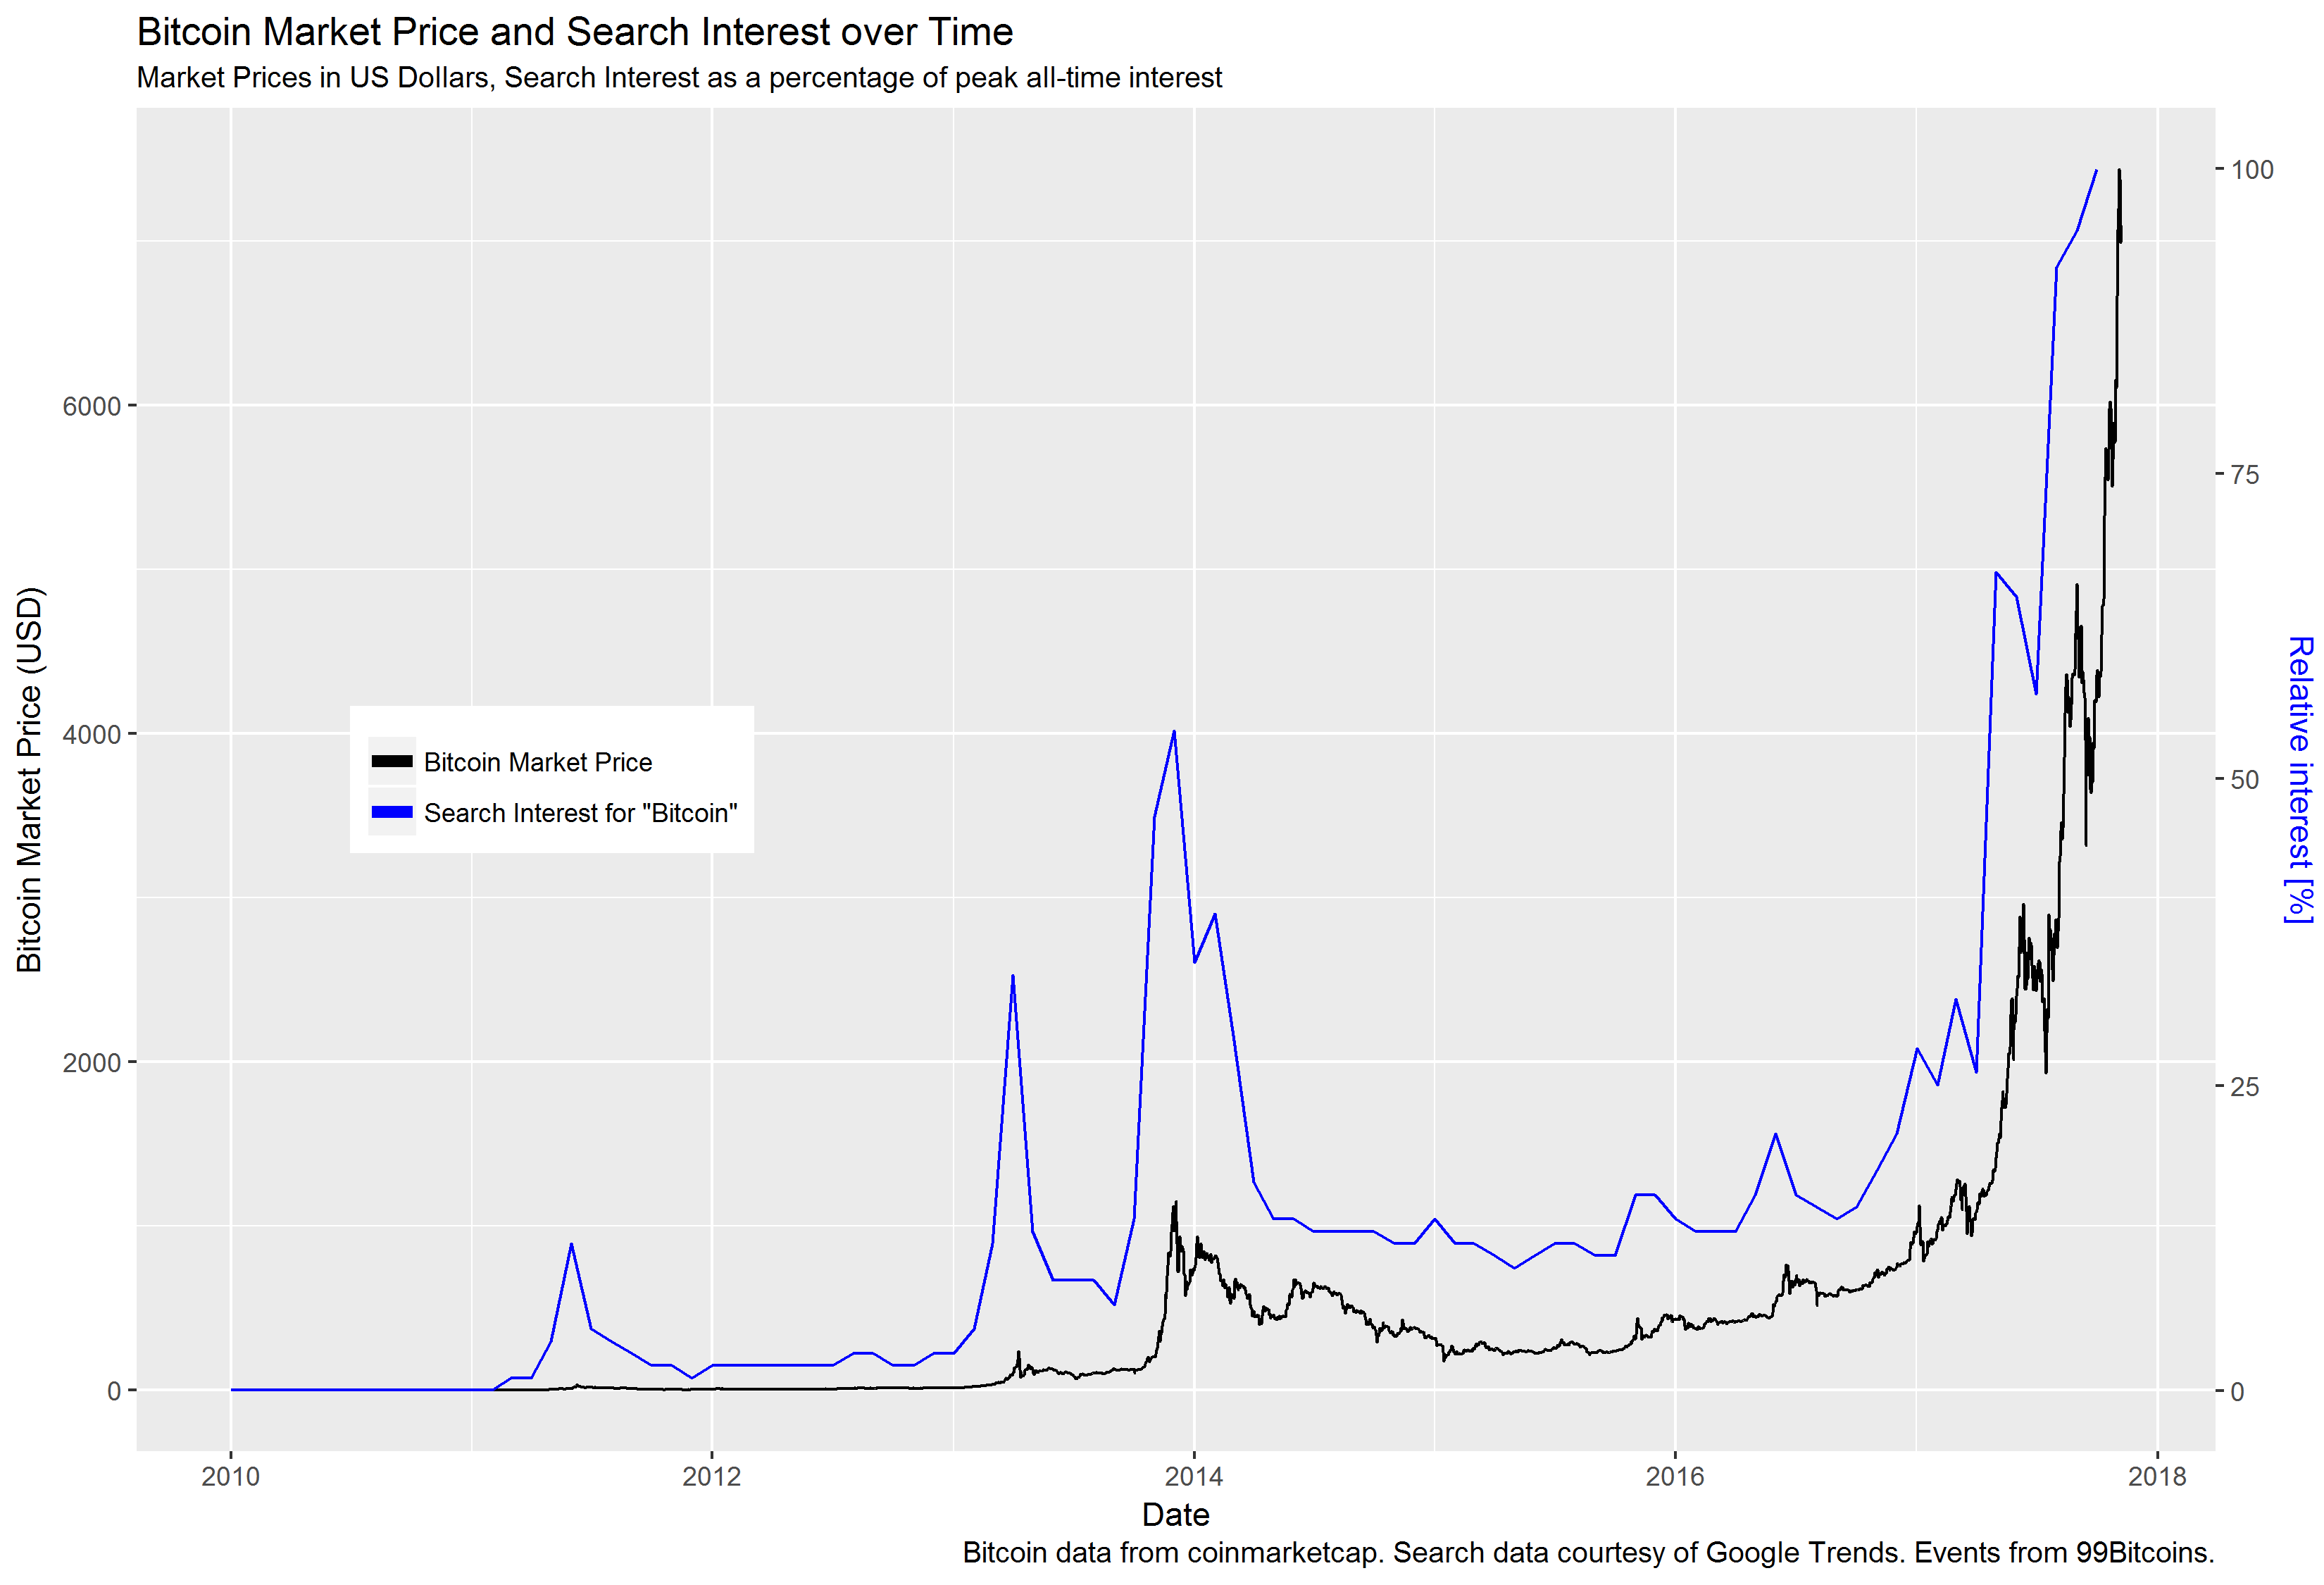 Bitcoin Market Price and Search Interest over Time
Market Prices in US Dollars, Search Interest as a percentage of peak all-time interest
Bitcoin Market Price (USD)
6000
4000
2000
0
Bitcoin Market Price
Search Interest for "Bitcoin"
100
75
50
25
0
Relative interest [%]
2010 2012 2014 2016 2018
Date
Bitcoin data from coinmarketcap. Search data courtesy of Google Trends. Events from 99Bitcoins.